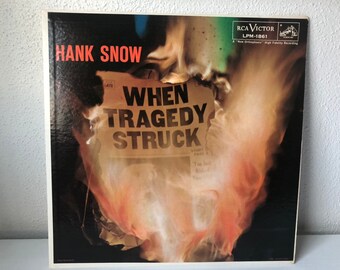 HANK SNOW
RCA VICTOR
LPM-1861
WHEN
TRAGEDY
STRUCK